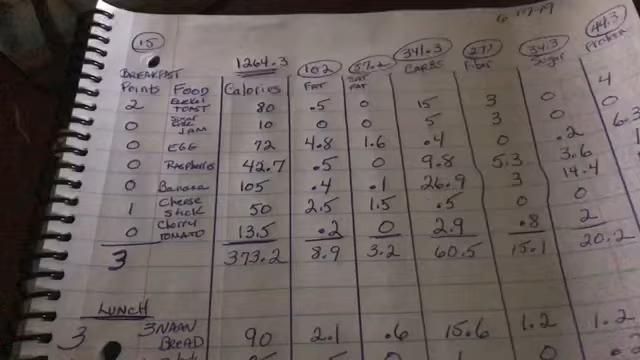 6-17-19
15 1264.3 102 341.3 27.1 34.3 44.3
BREAKFAST FAT SAT FAT CARBS Fiber Sugar Protein
Points FOOD Calories
2 TOAST 80 .5 0 15 3 0 4
0 JAM 10 0 0 5 3 0 0
0 EGG 72 4.8 1.6 .4 0 .2 6.3
0 Raspberries 42.7 .5 0 9.8 5.3 3.6
0 Banana 105 .4 .1 26.9 3 14.4
1 Cheese Stick 50 2.5 1.5 .5 0 0
0 Cherry TOMATO 13.5 .2 0 2.9 .8 2
3 373.2 8.9 3.2 60.5 15.1 20.2
LUNCH
3 3 NAAN BREAD 90 2.1 .6 15.6 1.2 1.2